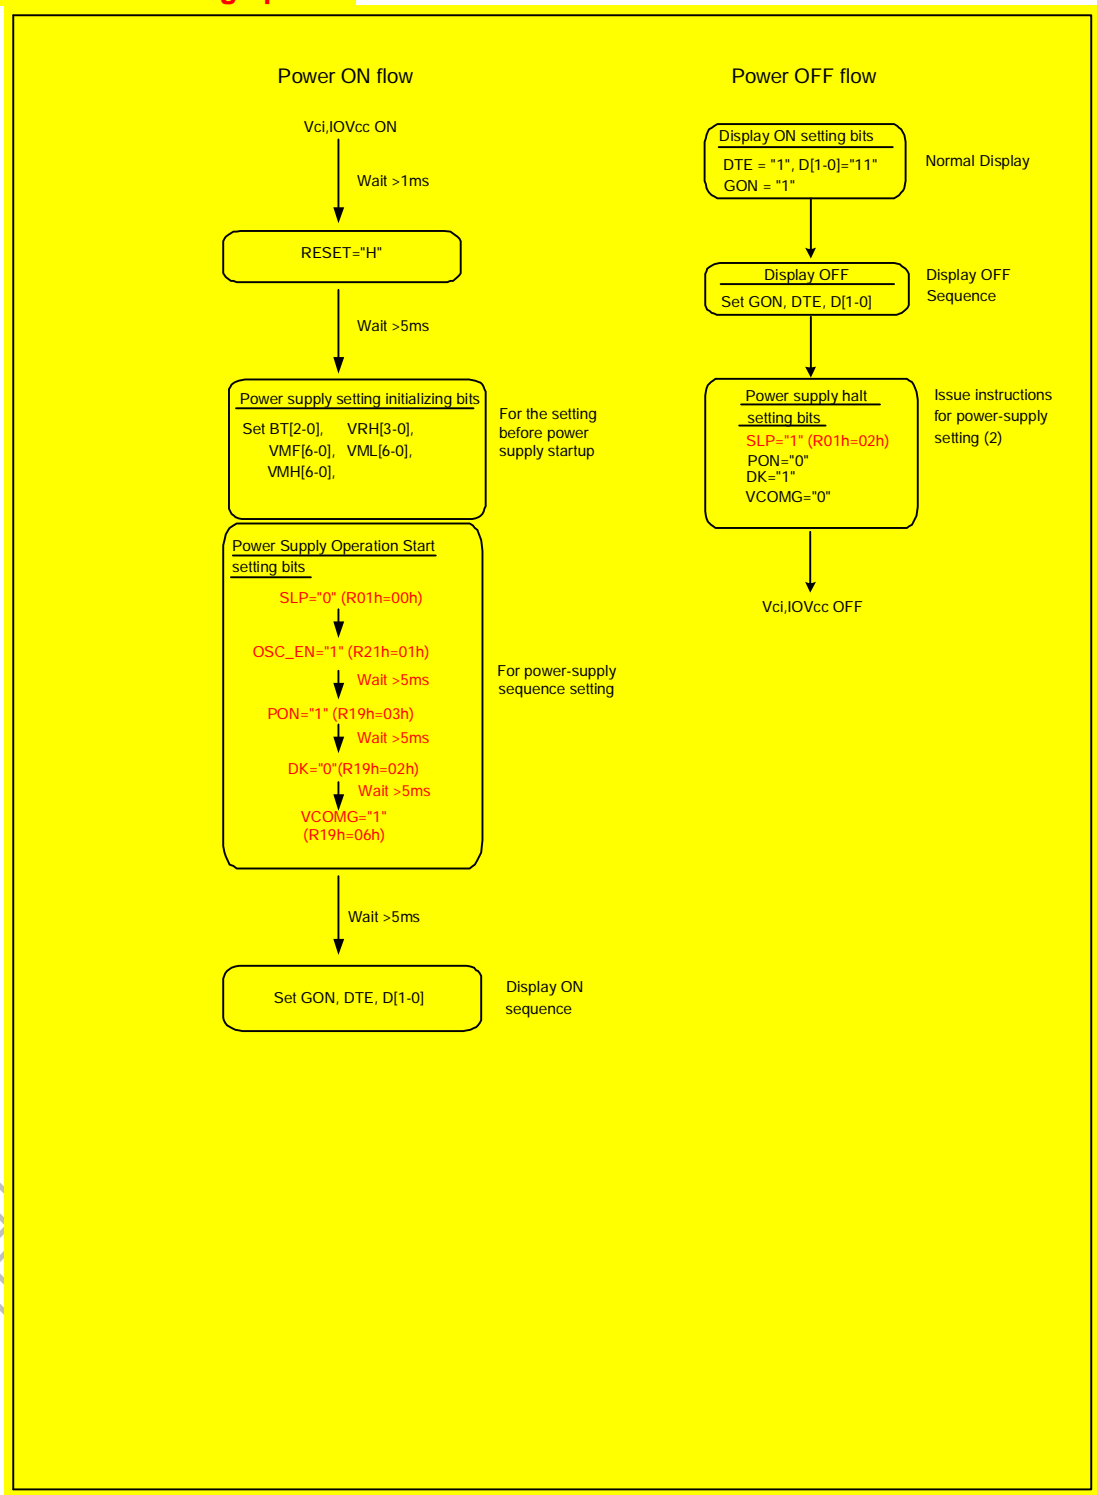 Power ON flow
Vci,IOVcc ON
Wait >1ms
RESET="H"
Wait >5ms
Power supply setting initializing bits
Set BT[2-0], VRH[3-0],
VMF[6-0], VML[6-0],
VMH[6-0],
For the setting
before power
supply startup
Power Supply Operation Start
setting bits
SLP="0" (R01h=00h)
OSC_EN="1" (R21h=01h)
Wait >5ms
PON="1" (R19h=03h)
Wait >5ms
DK="0"(R19h=02h)
Wait >5ms
VCOMG="1"
(R19h=06h)
For power-supply
sequence setting
Wait >5ms
Set GON, DTE, D[1-0]
Display ON
sequence
Power OFF flow
Display ON setting bits
DTE = "1", D[1-0]="11"
GON = "1"
Normal Display
Display OFF
Set GON, DTE, D[1-0]
Display OFF
Sequence
Power supply halt
setting bits
SLP="1" (R01h=02h)
PON="0"
DK="1"
VCOMG="0"
Issue instructions
for power-supply
setting (2)
Vci,IOVcc OFF